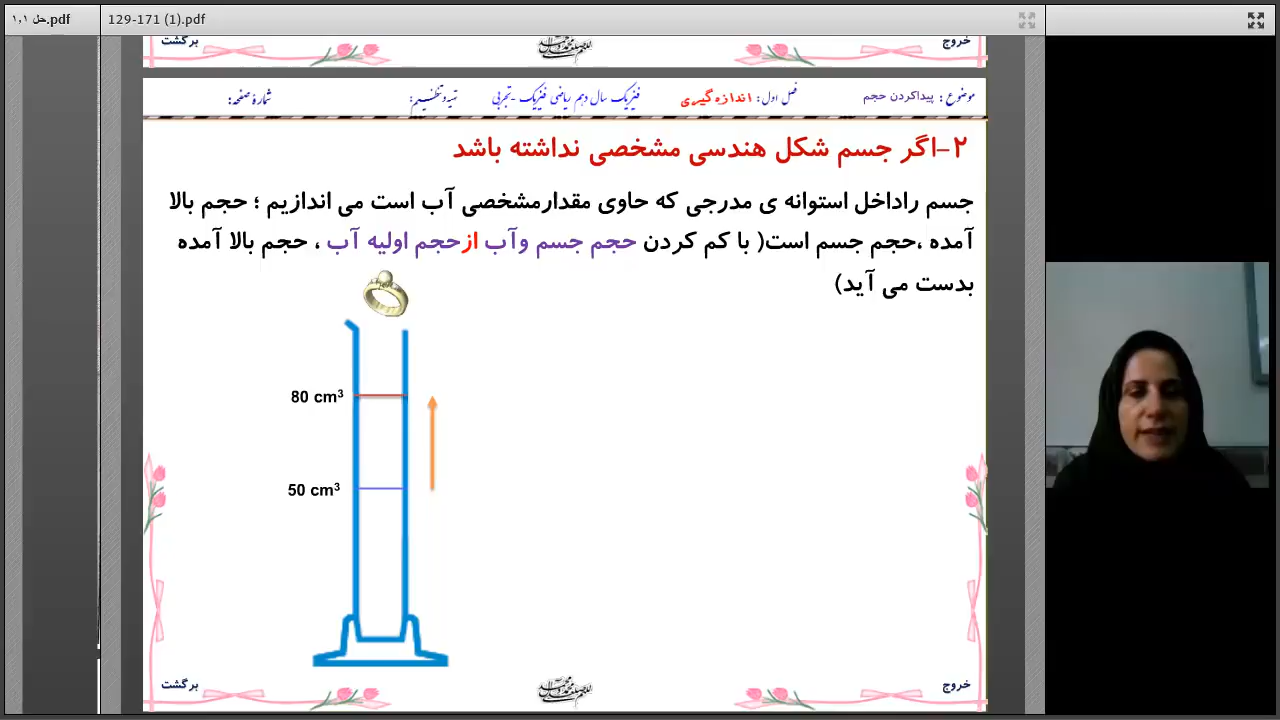 حل ۱,۱.pdf
129-171 (1).pdf
خروج
برگشت
موضوع : پیداکردن حجم
فصل اول: اندازه گیری
فیزیک سال دهم ریاضی فیزیک -تجربی
تهیه و تنظیم:
شمارهٔ صفحه:
۲-اگر جسم شکل هندسی مشخصی نداشته باشد
جسم راداخل استوانه ی مدرجی که حاوی مقدارمشخصی آب است می اندازیم ؛ حجم بالا
آمده ،حجم جسم است( با کم کردن حجم جسم وآب ازحجم اولیه آب ، حجم بالا آمده
بدست می آید)
80 cm³
50 cm³
خروج
برگشت